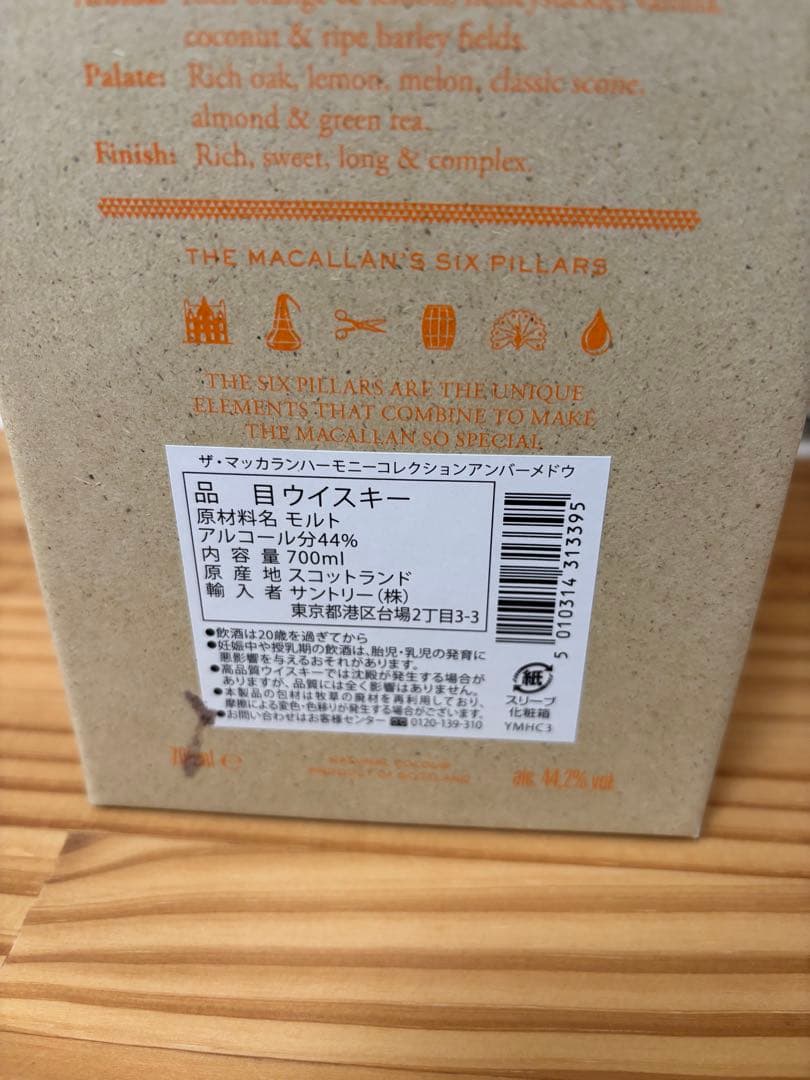 coconut & ripe barley fields.
Palate: Rich oak, lemon, melon, classic scone,
almond & green tea.
Finish: Rich, sweet, long & complex.
THE MACALLAN'S SIX PILLARS
THE SIX PILLARS ARE THE UNIQUE
ELEMENTS THAT COMBINE TO MAKE
THE MACALLAN SO SPECIAL
ザ・マッカランハーモニーコレクションアンバーメドウ
品 目 ウイスキー
原材料名 モルト
アルコール分44%
内容量 700ml
原産地 スコットランド
輸入者 サントリー(株)
東京都港区台場2丁目3-3
●飲酒は20歳を過ぎてから
●妊娠中や授乳期の飲酒は、胎児・乳児の発育に
悪影響を与えるおそれがあります。
●高品質ウイスキーでは沈殿が発生する場合が
ありますが、品質には全く影響はありません。
●本製品の包材は牧草の廃材を再利用しており、
摩擦による変色・色移りが発生する場合がございます。
●お問い合わせはお客様センター 0120-139-310
5 010314 313395
紙
スリーブ
化粧箱
YMHC3
NATURAL COLOUR
PRODUCT OF SCOTLAND
alc. 44.2% vol